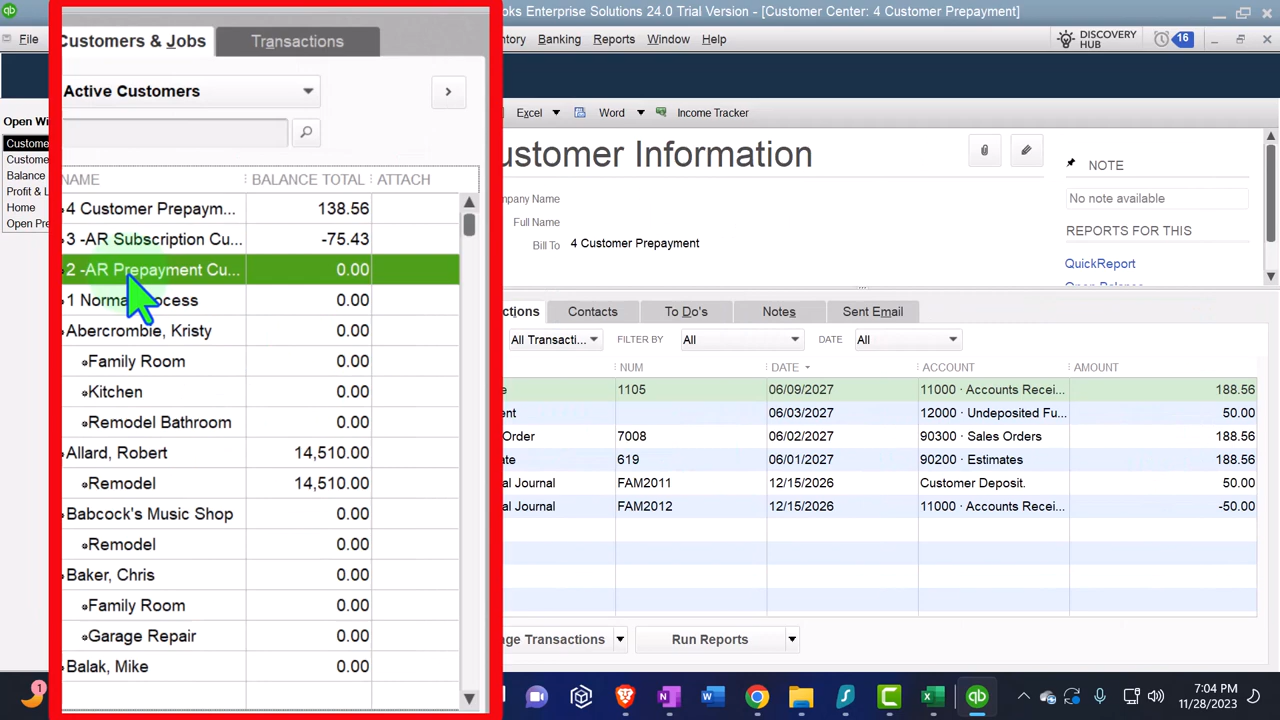 ooks Enterprise Solutions 24.0 Trial Version - [Customer Center: 4 Customer Prepayment]
File
ntory Banking Reports Window Help
DISCOVERY HUB
16
Excel Word Income Tracker
Open Wi
Custome
Custome
Balance
Profit & L
Home
Open Pre
Customers & Jobs Transactions
Active Customers
NAME BALANCE TOTAL ATTACH
4 Customer Prepaym... 138.56
3 -AR Subscription Cu... -75.43
2 -AR Prepayment Cu... 0.00
1 Normal Process 0.00
Abercrombie, Kristy 0.00
Family Room 0.00
Kitchen 0.00
Remodel Bathroom 0.00
Allard, Robert 14,510.00
Remodel 14,510.00
Babcock's Music Shop 0.00
Remodel 0.00
Baker, Chris 0.00
Family Room 0.00
Garage Repair 0.00
Balak, Mike 0.00
ustomer Information
mpany Name
Full Name
Bill To 4 Customer Prepayment
NOTE
No note available
REPORTS FOR THIS
QuickReport
ctions Contacts To Do's Notes Sent Email
All Transacti... FILTER BY All DATE All
NUM DATE ACCOUNT AMOUNT
e 1105 06/09/2027 11000 · Accounts Recei... 188.56
ent 06/03/2027 12000 · Undeposited Fu... 50.00
Order 7008 06/02/2027 90300 · Sales Orders 188.56
ate 619 06/01/2027 90200 · Estimates 188.56
al Journal FAM2011 12/15/2026 Customer Deposit. 50.00
al Journal FAM2012 12/15/2026 11000 · Accounts Recei... -50.00
nge Transactions Run Reports
1
7:04 PM